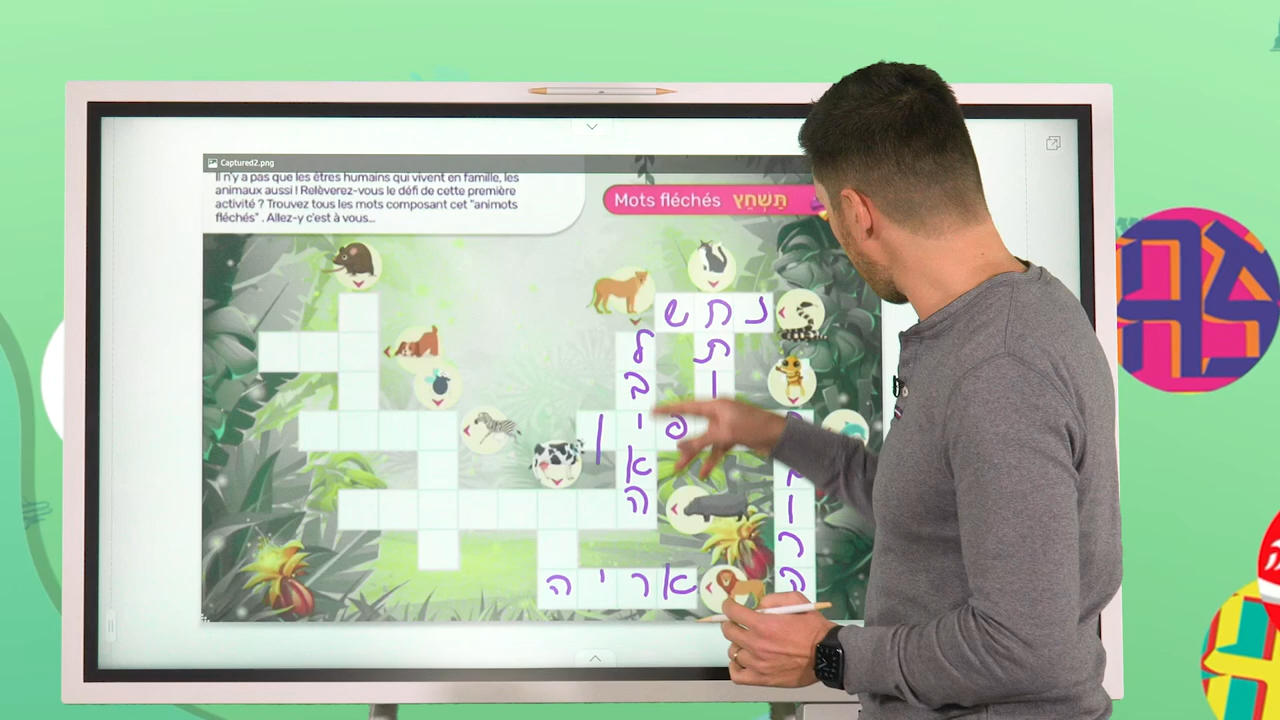 Captured2.png
Il n'y a pas que les êtres humains qui vivent en famille, les
animaux aussi ! Relèverez-vous le défi de cette première
activité ? Trouvez tous les mots composant cet "animots
fléchés" . Allez-y c'est à vous...
Mots fléchés תַּשְׁחֵץ
נחש
לביאה
אריה